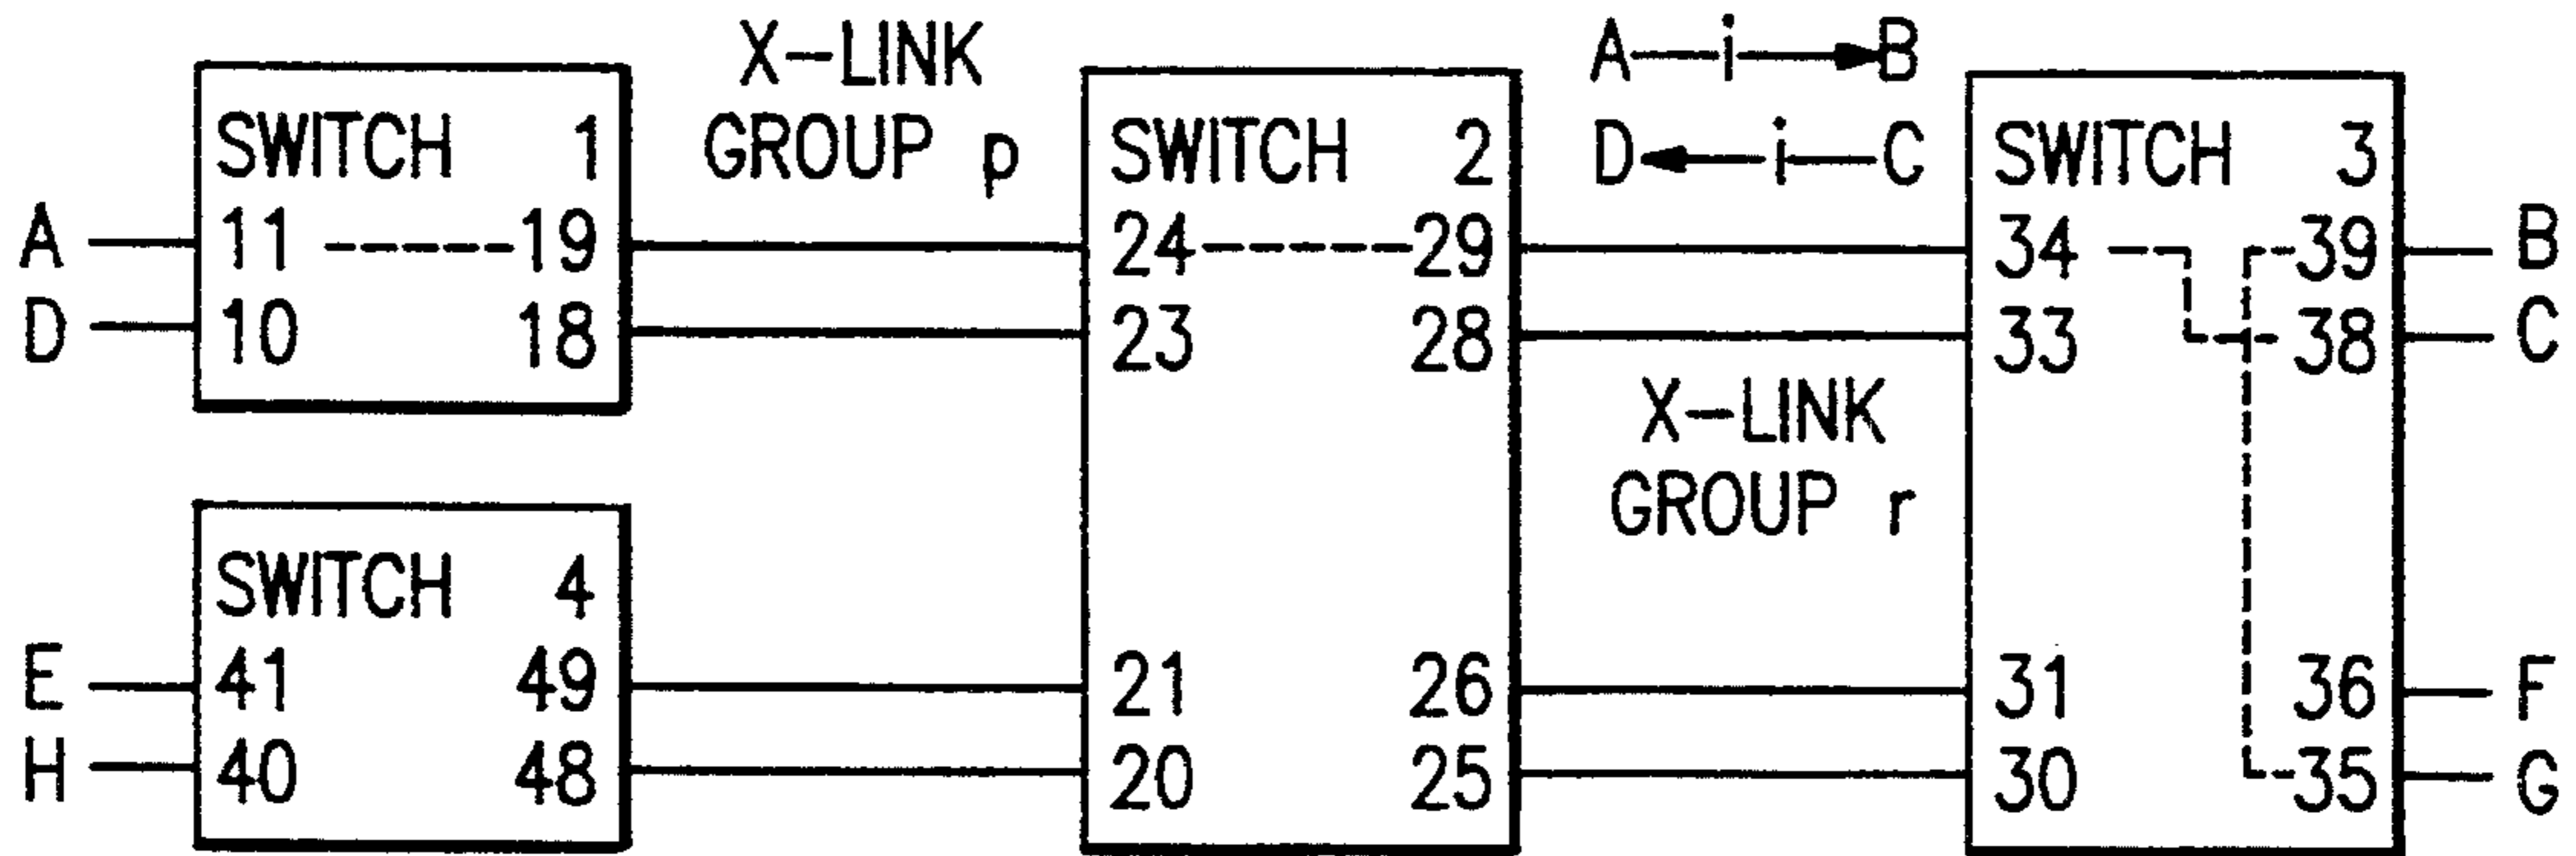 X-LINK
GROUP p
A i B
D i C
SWITCH 1
A 11 19
D 10 18
SWITCH 2
24 29
23 28
21 26
20 25
X-LINK
GROUP r
SWITCH 3
34 39 B
33 38 C
31 36 F
30 35 G
SWITCH 4
E 41 49
H 40 48